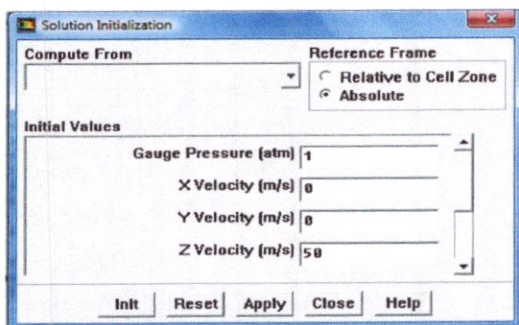 Solution Initialization
Compute From
Reference Frame
Relative to Cell Zone
Absolute
Initial Values
Gauge Pressure (atm) 1
X Velocity (m/s) 0
Y Velocity (m/s) 0
Z Velocity (m/s) 50
Init Reset Apply Close Help